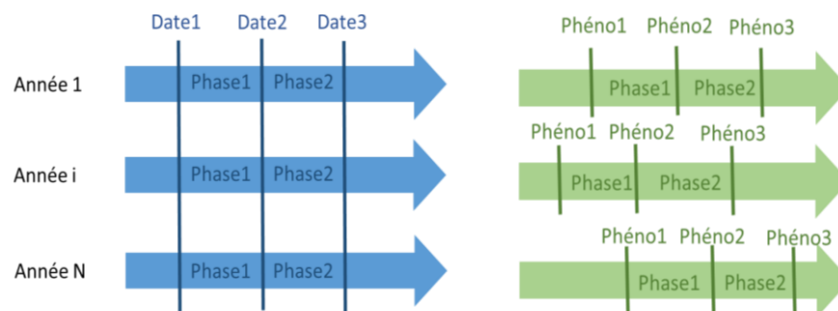 Date1 Date2 Date3
Année 1
Phase1 Phase2
Année i
Phase1 Phase2
Année N
Phase1 Phase2
Phéno1 Phéno2 Phéno3
Phase1 Phase2
Phéno1 Phéno2 Phéno3
Phase1 Phase2
Phéno1 Phéno2 Phéno3
Phase1 Phase2